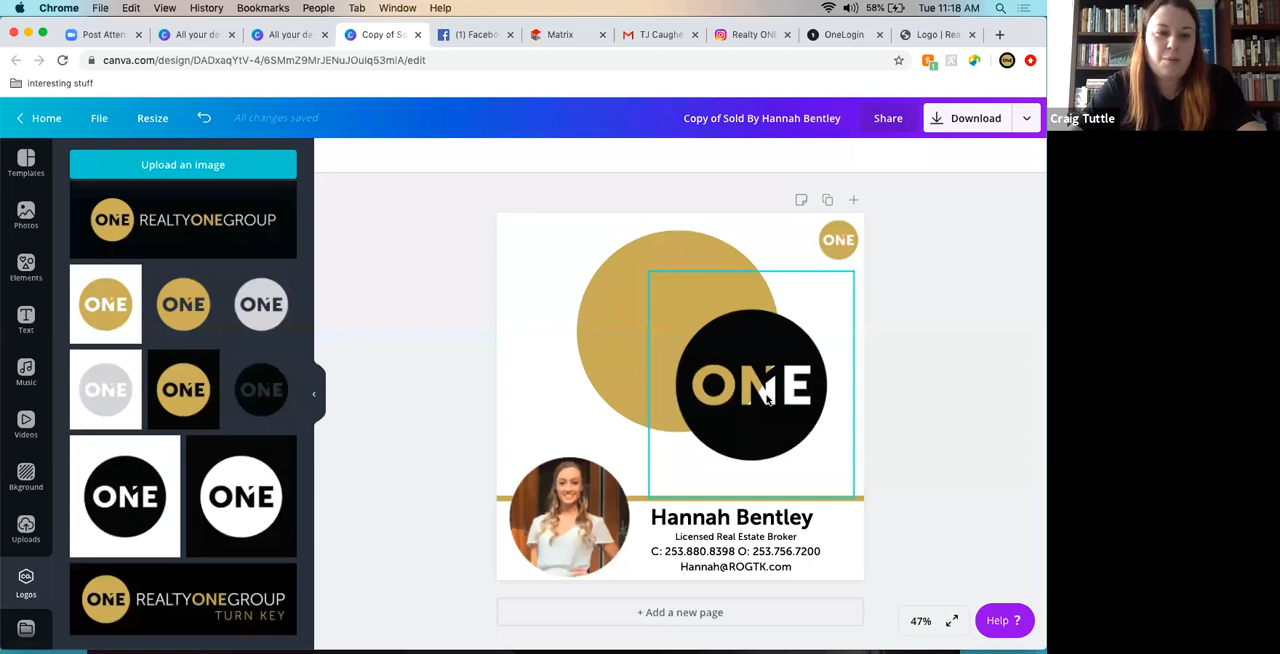 Chrome File Edit View History Bookmarks People Tab Window Help
58% Tue 11:18 AM
Post Atten
All your de
All your de
Copy of So
(1) Facebo
Matrix
TJ Caughe
Realty ONE
OneLogin
Logo | Rea
canva.com/design/DADxaqYtV-4/6SMmZ9MrJENuJOuIq53mIA/edit
interesting stuff
Home File Resize All changes saved Copy of Sold By Hannah Bentley Share Download
Craig Tuttle
Templates
Photos
Elements
Text
Music
Videos
Bkground
Uploads
CO.
Logos
Upload an image
ONE REALTYONEGROUP
ONE ONE ONE
ONE ONE ONE
ONE ONE
ONE REALTYONEGROUP
TURN KEY
ONE
ONE
Hannah Bentley
Licensed Real Estate Broker
C: 253.880.8398 O: 253.756.7200
Hannah@ROGTK.com
+ Add a new page
47%
Help ?